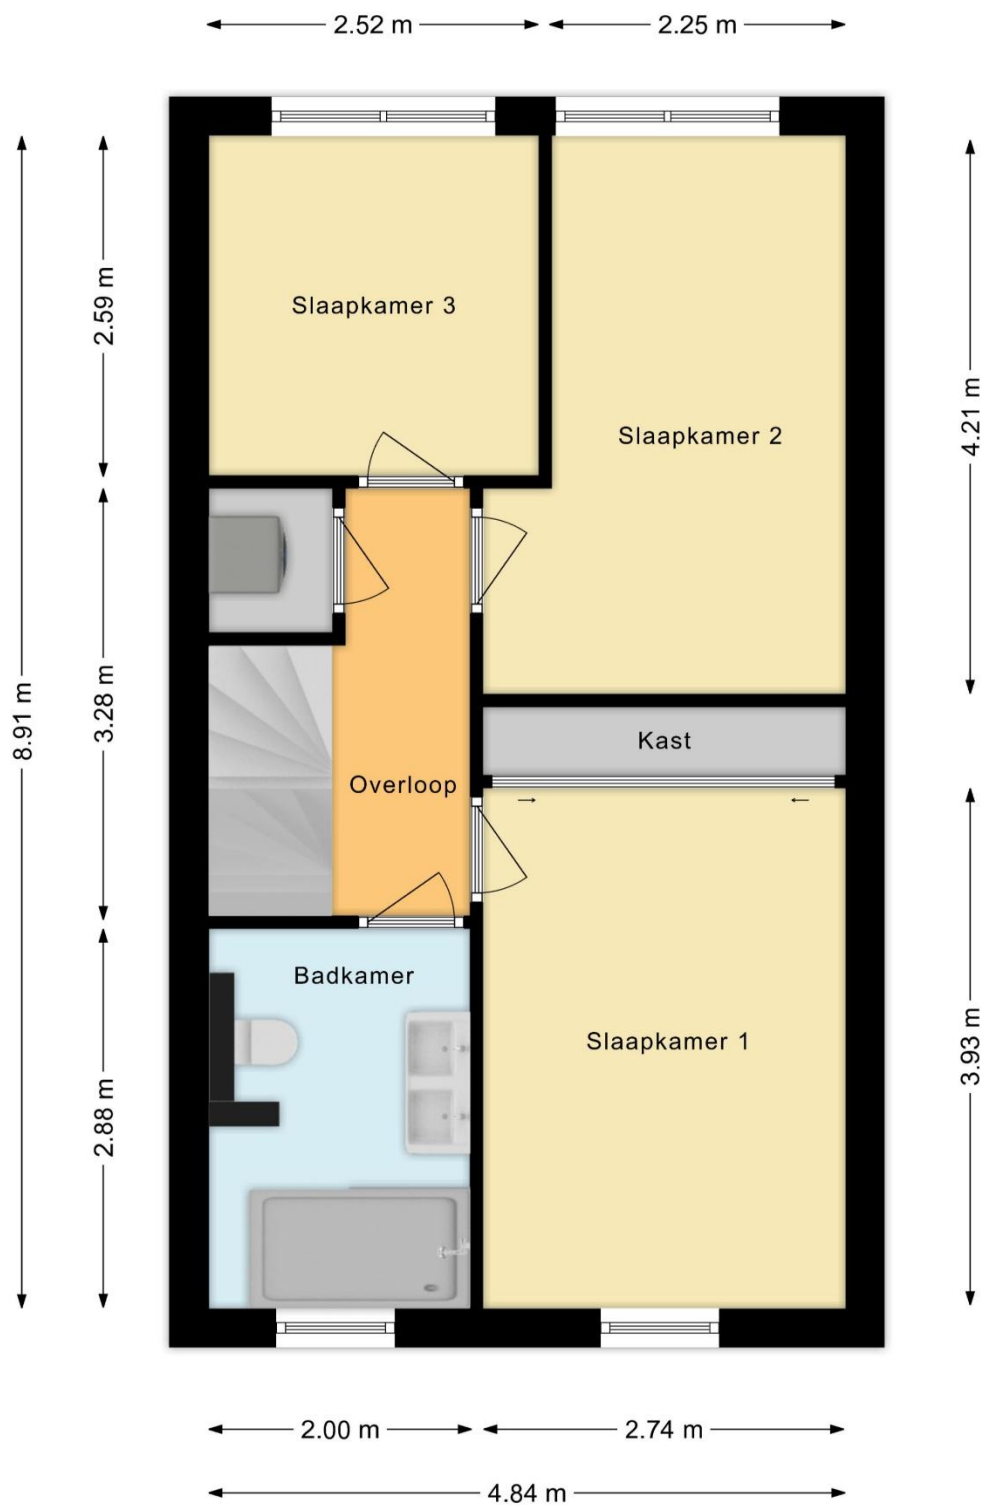 2.52 m
2.25 m
Slaapkamer 3
2.59 m
Slaapkamer 2
4.21 m
3.28 m
8.91 m
Kast
Overloop
Badkamer
Slaapkamer 1
3.93 m
2.88 m
2.00 m
2.74 m
4.84 m